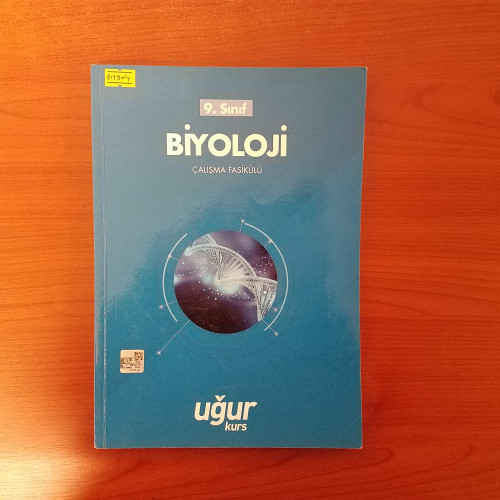 9. Sınıf
BİYOLOJİ
ÇALIŞMA FASİKÜLÜ
uğur
kurs